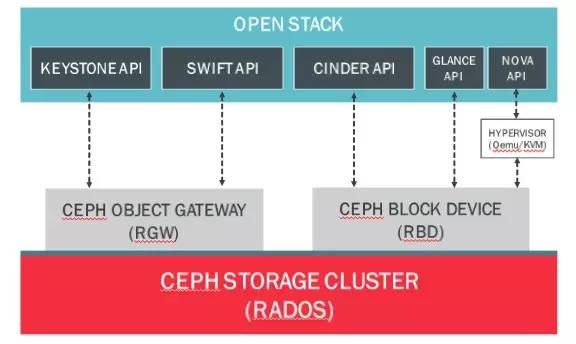 OPEN STACK
KEYSTONE API
SWIFT API
CINDER API
GLANCE
API
NOVA
API
HYPERVISOR
(Qemu/KVM)
CEPH OBJECT GATEWAY
(RGW)
CEPH BLOCK DEVICE
(RBD)
CEPH STORAGE CLUSTER
(RADOS)